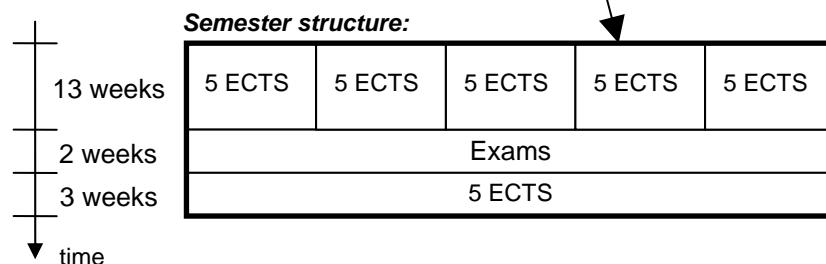 Semester structure:
13 weeks
5 ECTS 5 ECTS 5 ECTS 5 ECTS 5 ECTS
2 weeks
Exams
3 weeks
5 ECTS
time